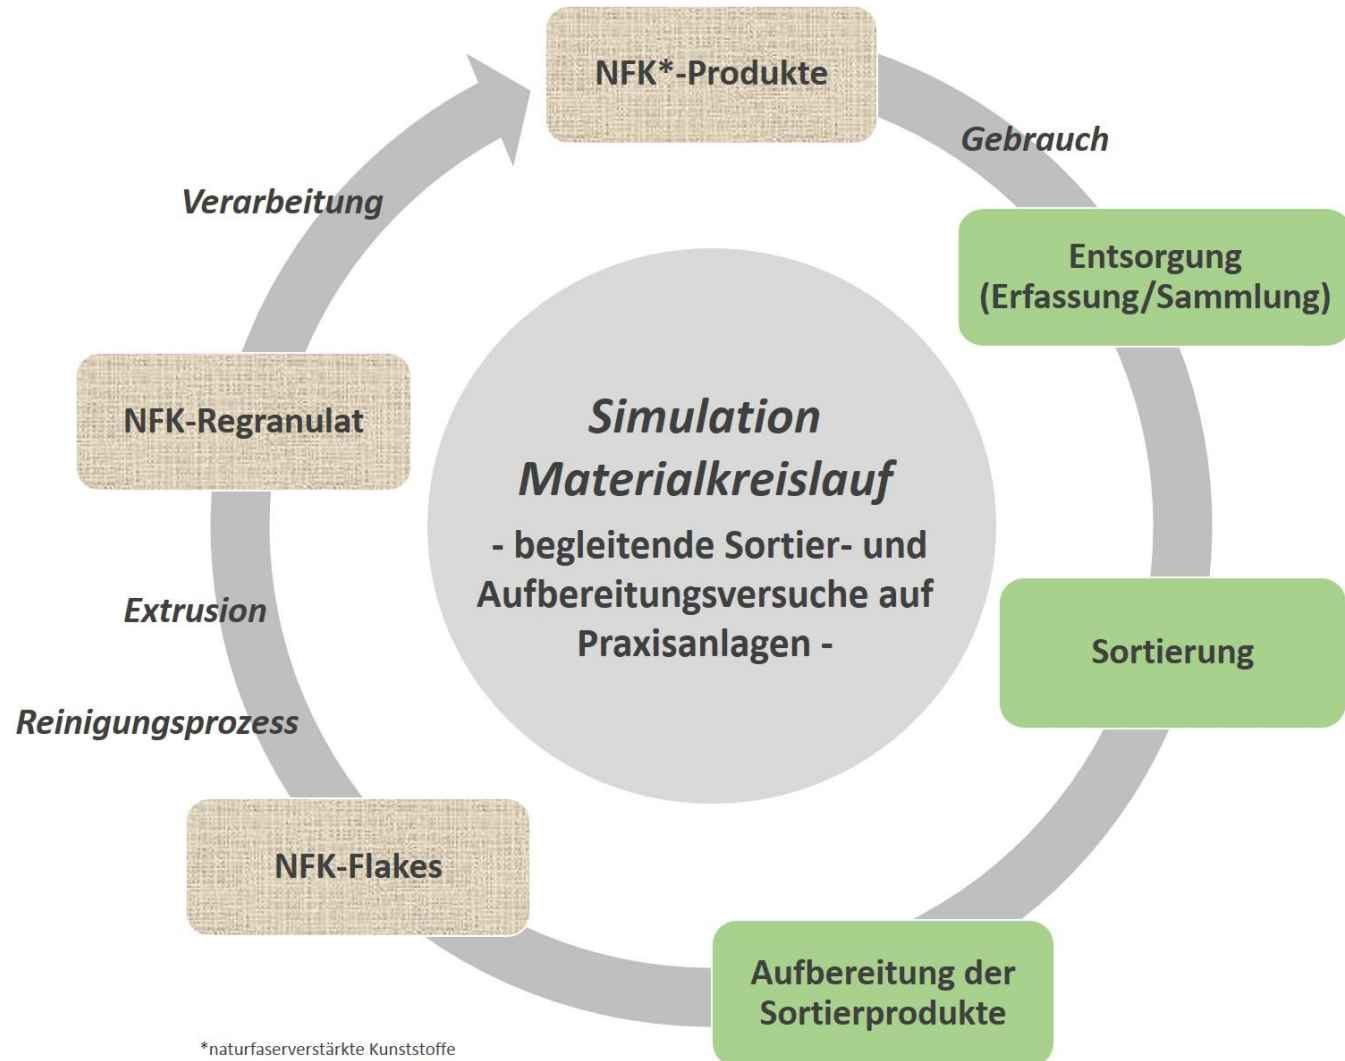 NFK*-Produkte
Gebrauch
Entsorgung
(Erfassung/Sammlung)
Sortierung
Aufbereitung der
Sortierprodukte
NFK-Flakes
Reinigungsprozess
Extrusion
NFK-Regranulat
Verarbeitung
Simulation
Materialkreislauf
- begleitende Sortier- und
Aufbereitungsversuche auf
Praxisanlagen -
*naturfaserverstärkte Kunststoffe